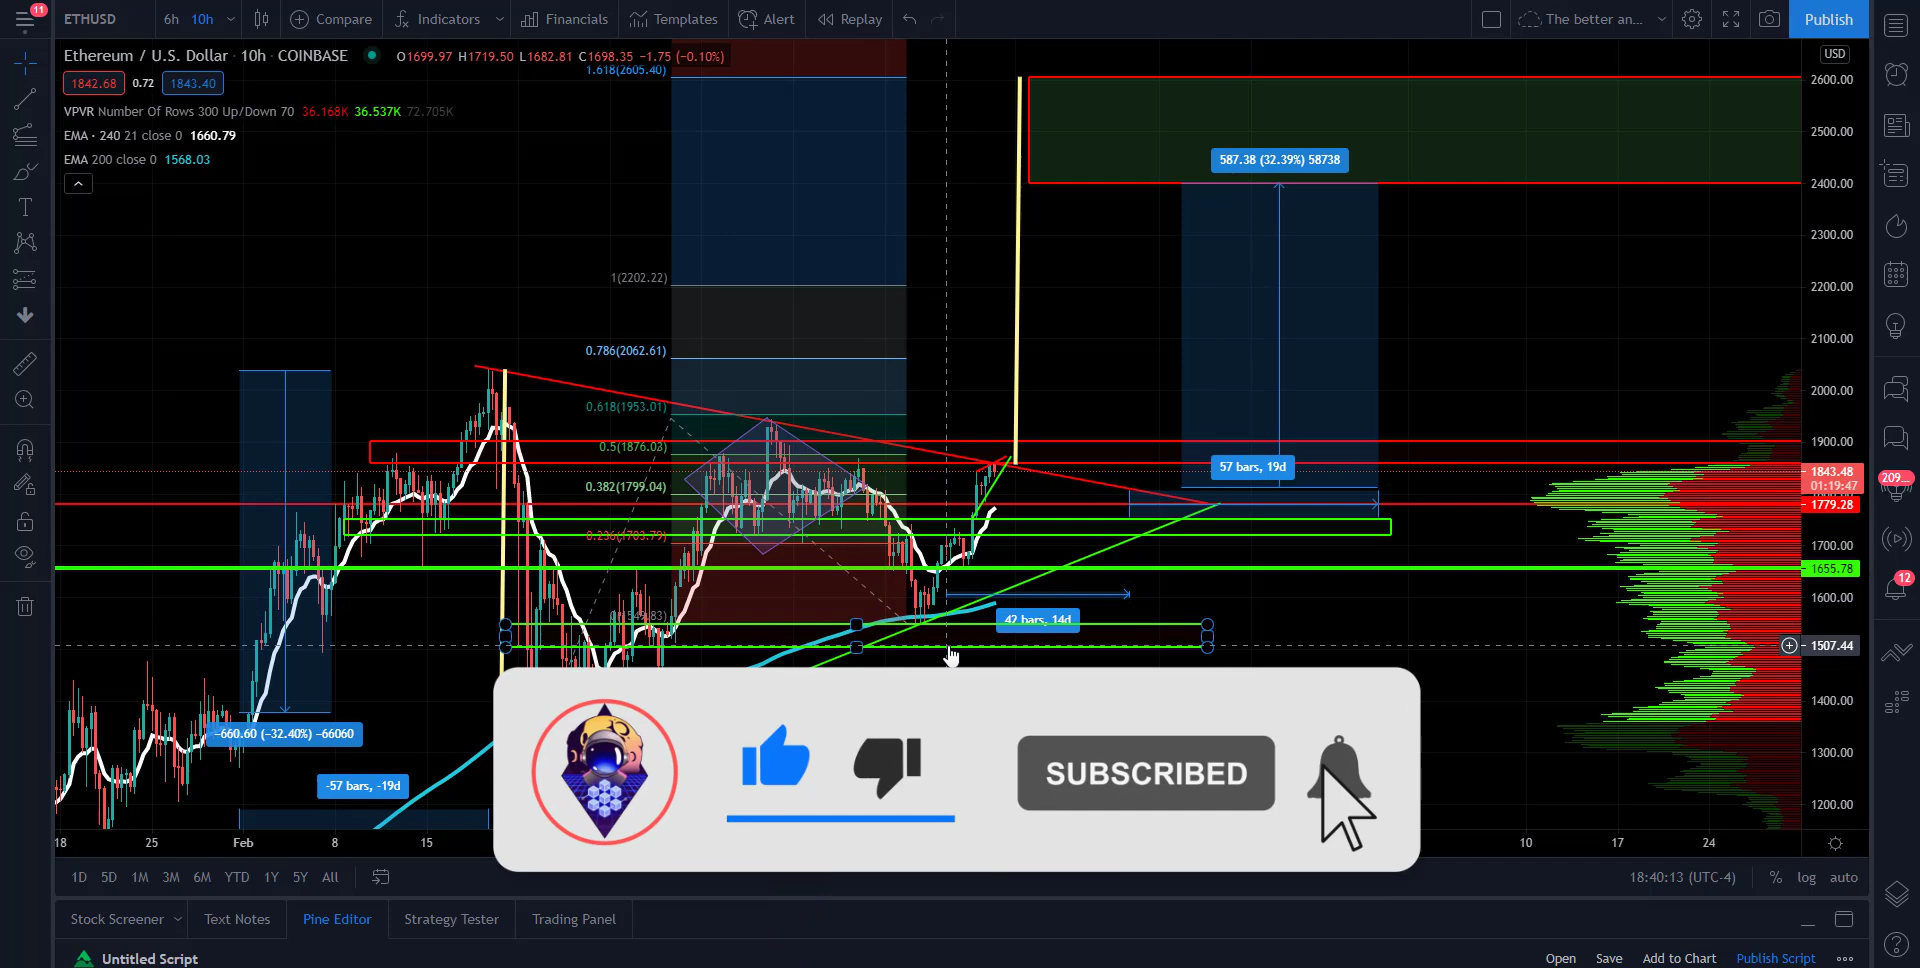 11
ETHUSD
6h 10h
Compare
Indicators
Financials
Templates
Alert
Replay
The better an...
Publish
Ethereum / U.S. Dollar · 10h · COINBASE
O1699.97 H1719.50 L1682.81 C1698.35 −1.75 (−0.10%)
1842.68 0.72 1843.40
VPVR Number Of Rows 300 Up/Down 70 36.168K 36.537K 72.705K
EMA · 240 21 close 0 1660.79
EMA 200 close 0 1568.03
1.618(2605.40)
1(2202.22)
0.786(2062.61)
0.618(1953.01)
0.5(1876.03)
0.382(1799.04)
0.236(1703.79)
587.38 (32.39%) 58738
57 bars, 19d
42 bars, 14d
−660.60 (−32.40%) −66060
-57 bars, -19d
USD
2600.00
2500.00
2400.00
2300.00
2200.00
2100.00
2000.00
1900.00
1843.48
01:19:47
1779.28
1700.00
1655.78
1600.00
1507.44
1400.00
1300.00
1200.00
209
12
SUBSCRIBED
18 25 Feb 8 15 10 17 24
1D 5D 1M 3M 6M YTD 1Y 5Y All
18:40:13 (UTC-4) % log auto
Stock Screener Text Notes Pine Editor Strategy Tester Trading Panel
Untitled Script
Open Save Add to Chart Publish Script